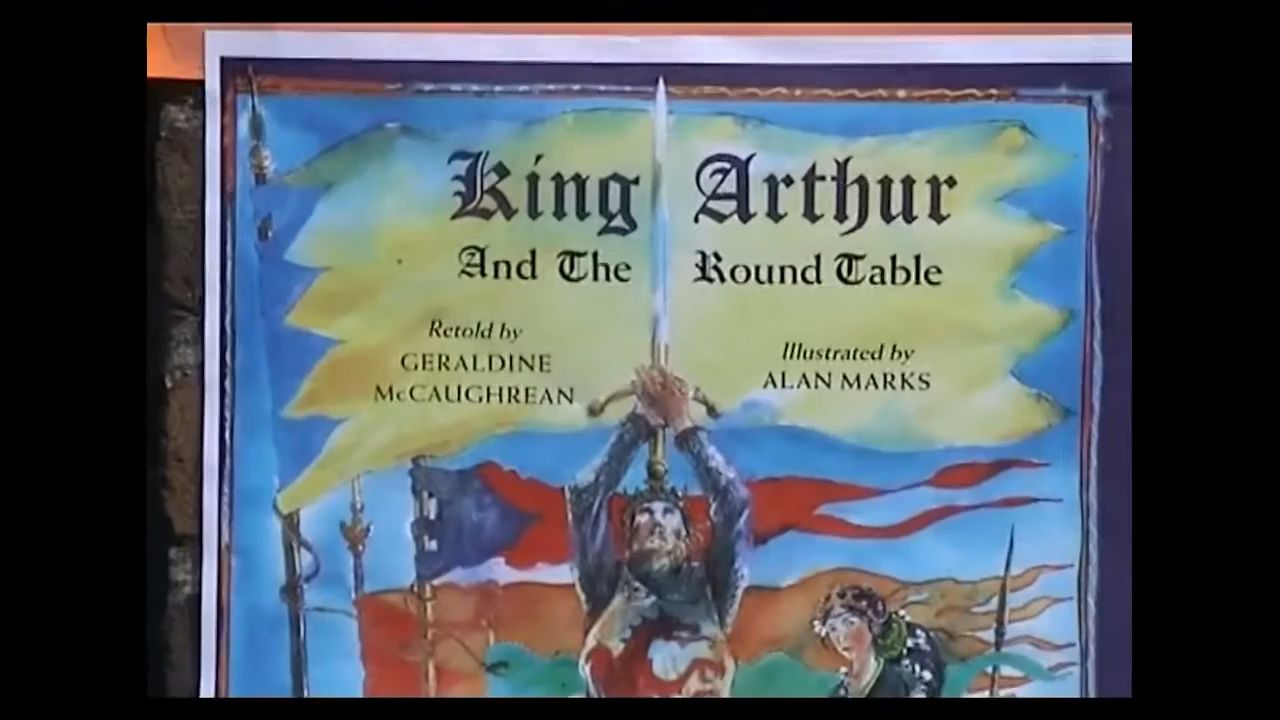 King Arthur
And The Round Table
Retold by
GERALDINE
McCAUGHREAN
Illustrated by
ALAN MARKS